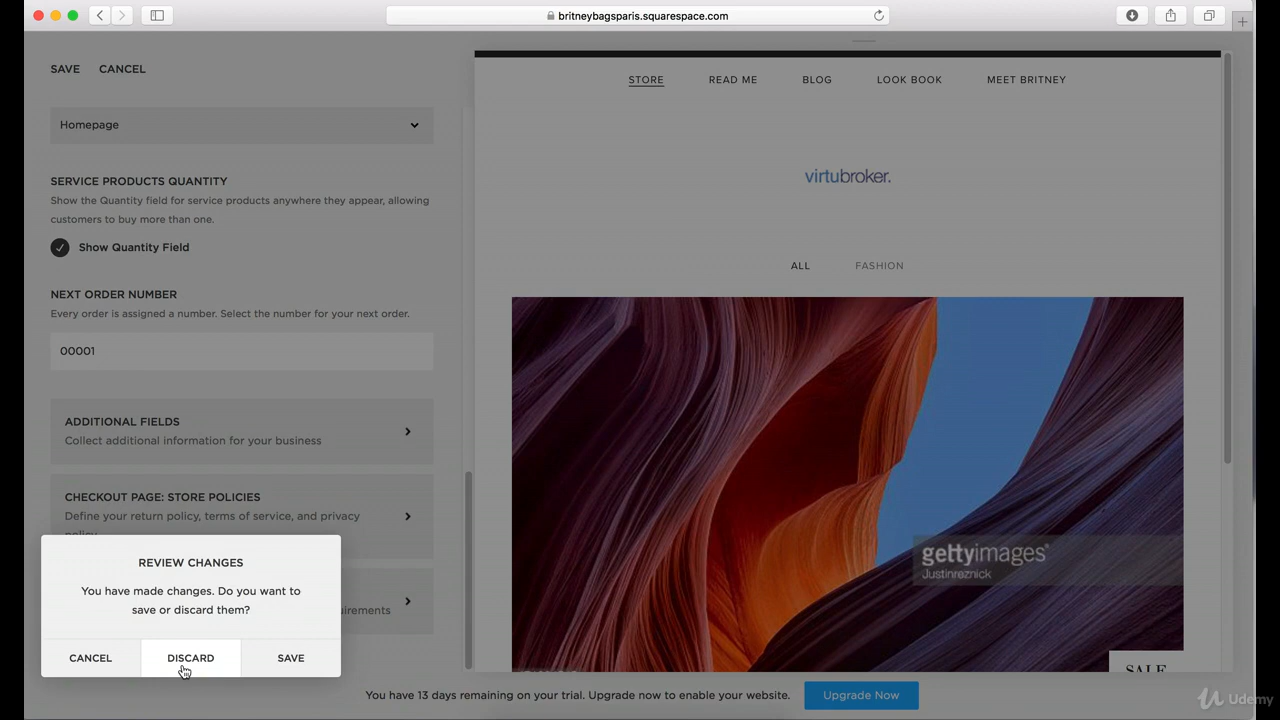 britneybagsparis.squarespace.com
SAVE CANCEL
Homepage
SERVICE PRODUCTS QUANTITY
Show the Quantity field for service products anywhere they appear, allowing
customers to buy more than one.
Show Quantity Field
NEXT ORDER NUMBER
Every order is assigned a number. Select the number for your next order.
00001
ADDITIONAL FIELDS
Collect additional information for your business
CHECKOUT PAGE: STORE POLICIES
Define your return policy, terms of service, and privacy
policy
REVIEW CHANGES
You have made changes. Do you want to
save or discard them?
CANCEL DISCARD SAVE
STORE READ ME BLOG LOOK BOOK MEET BRITNEY
virtubroker.
ALL FASHION
gettyimages®
Justinreznick
SALE
You have 13 days remaining on your trial. Upgrade now to enable your website.
Upgrade Now
Udemy